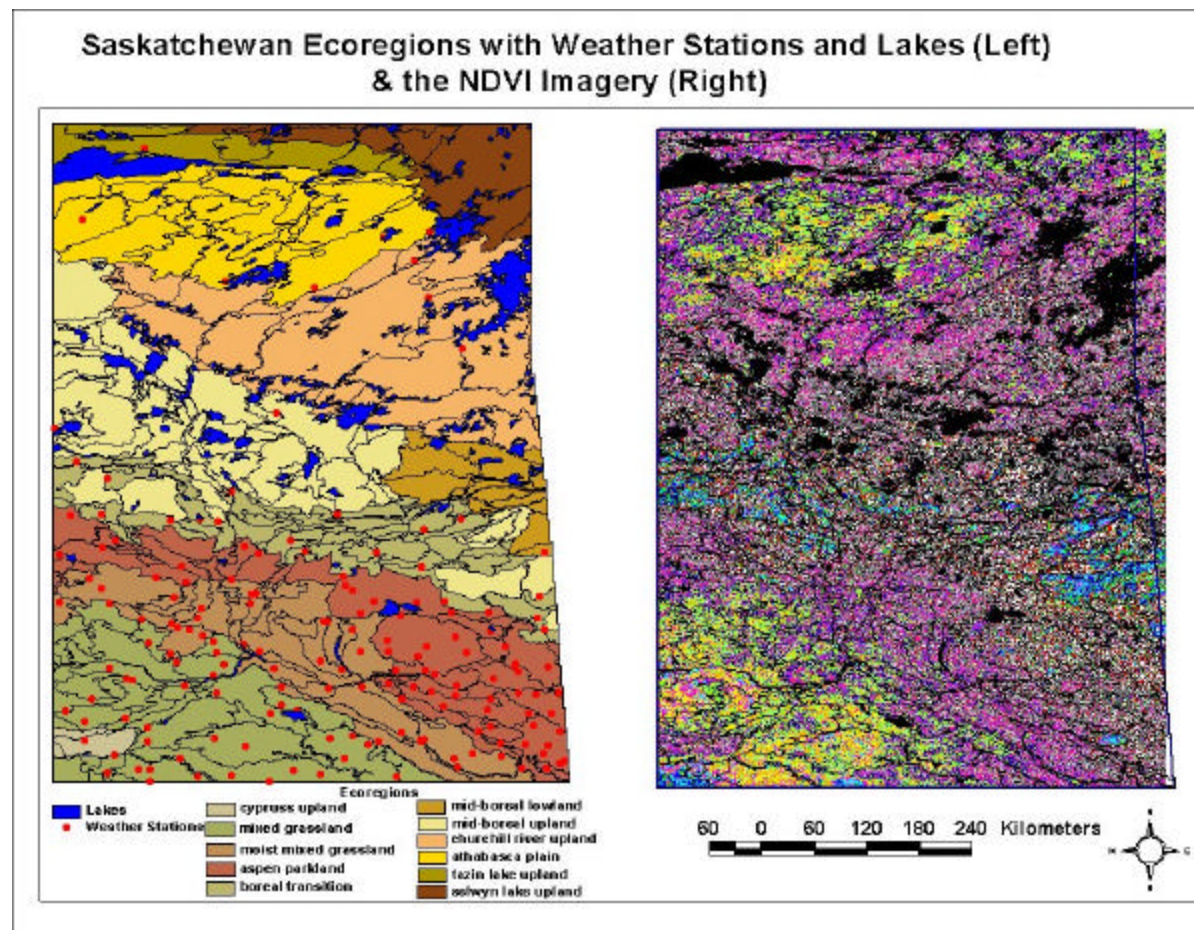 Saskatchewan Ecoregions with Weather Stations and Lakes (Left)
& the NDVI Imagery (Right)
Ecoregions
Lakes
Weather Stations
cypruss upland
mixed grassland
moist mixed grassland
aspen parkland
boreal transition
mid-boreal lowland
mid-boreal upland
churchill river upland
athabasca plain
tazin lake upland
selwyn lake upland
60 0 60 120 180 240 Kilometers